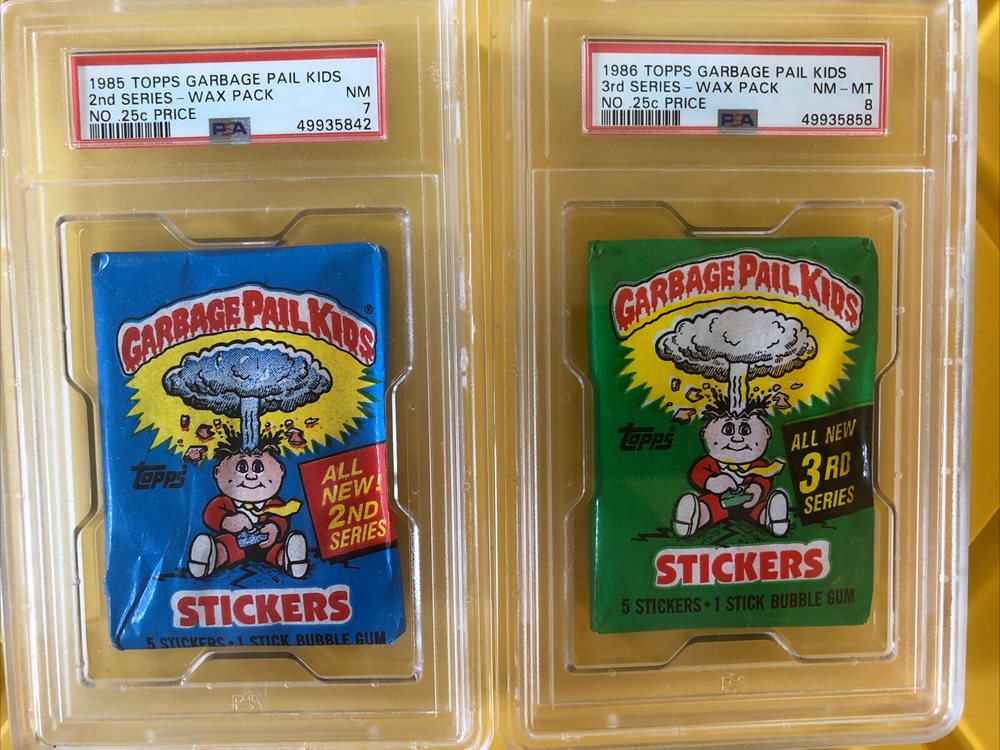 1985 TOPPS GARBAGE PAIL KIDS
2nd SERIES – WAX PACK NM
NO .25c PRICE 7
PSA 49935842
GARBAGE PAIL KIDS®
topps®
ALL
NEW!
2ND
SERIES
STICKERS
5 STICKERS • 1 STICK BUBBLE GUM
PSA
1986 TOPPS GARBAGE PAIL KIDS
3rd SERIES – WAX PACK NM – MT
NO .25c PRICE 8
PSA 49935858
GARBAGE PAIL KIDS®
topps®
ALL NEW
3RD
SERIES
STICKERS
5 STICKERS • 1 STICK BUBBLE GUM
PSA